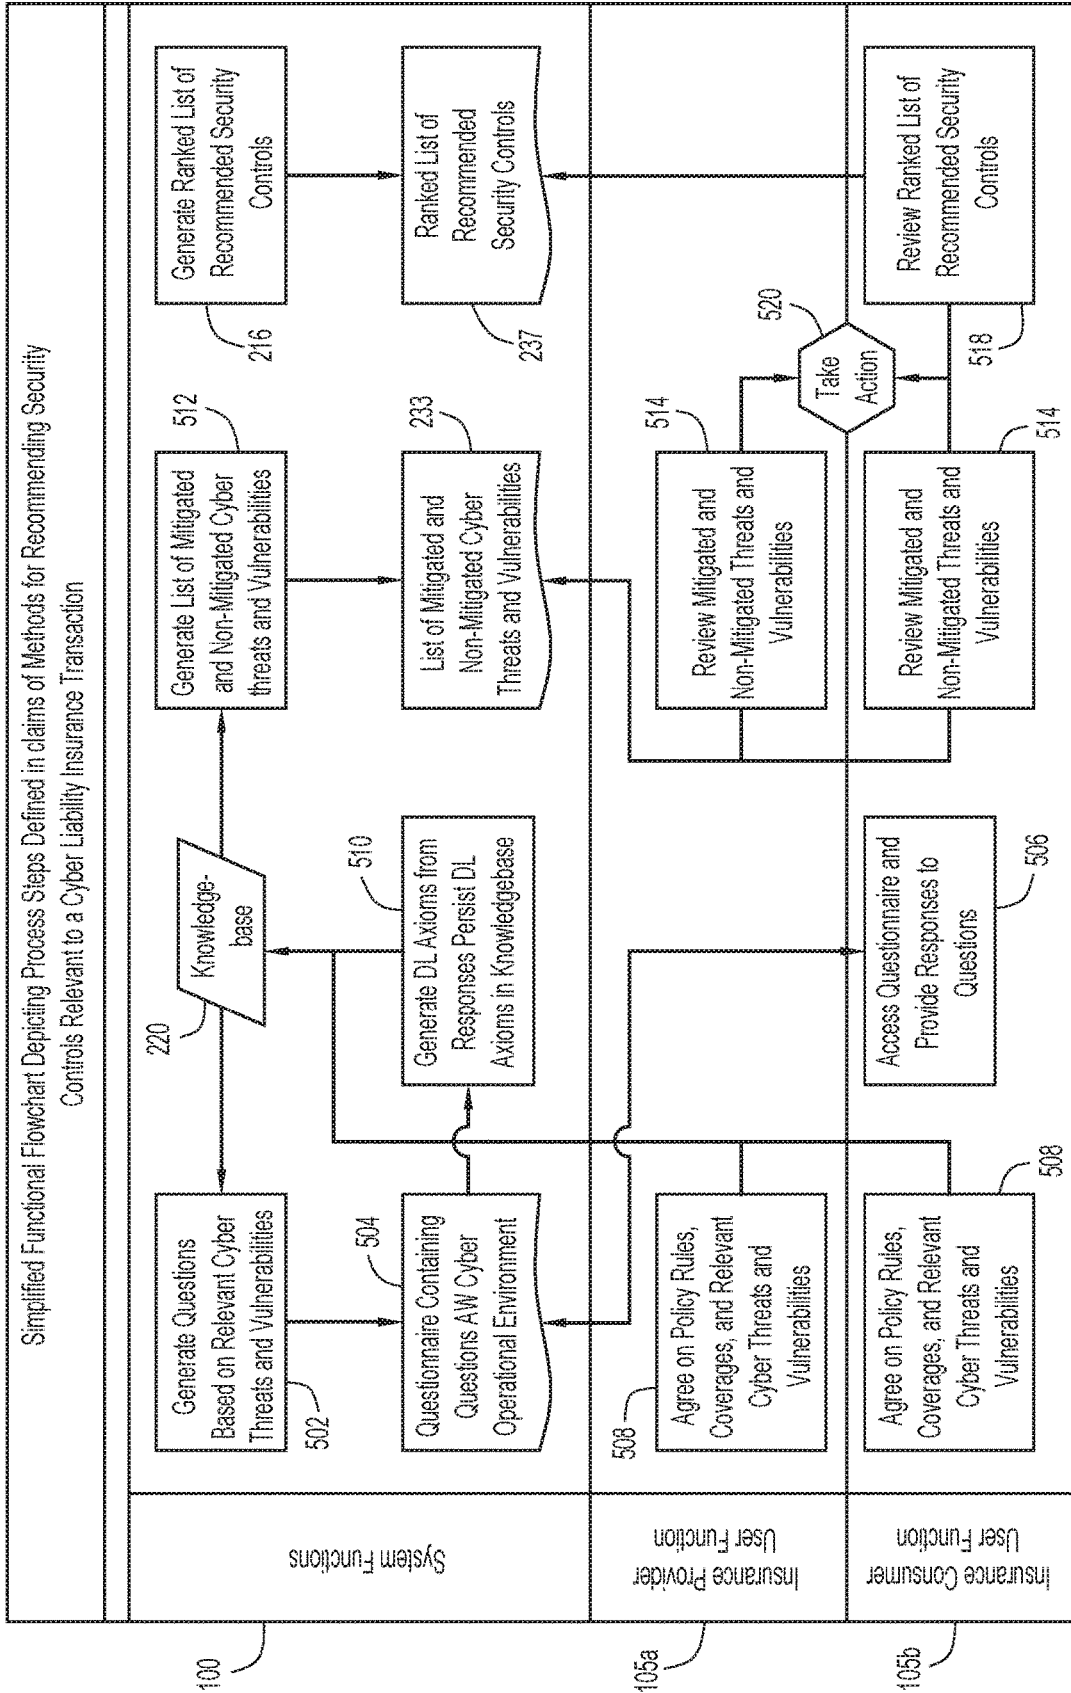 Simplified Functional Flowchart Depicting Process Steps Defined in claims of Methods for Recommending Security
Controls Relevant to a Cyber Liability Insurance Transaction
100
System Functions
Generate Questions
Based on Relevant Cyber
Threats and Vulnerabilities
502
220
Knowledge-
base
Generate List of Mitigated
and Non-Mitigated Cyber
threats and Vulnerabilities
512
Generate Ranked List of
Recommended Security
Controls
216
Questionnaire Containing
Questions AW Cyber
Operational Environment
504
Generate DL Axioms from
Responses Persist DL
Axioms in Knowledgebase
510
List of Mitigated and
Non-Mitigated Cyber
Threats and Vulnerabilities
233
Ranked List of
Recommended
Security Controls
237
105a
Insurance Provider
User Function
508
Agree on Policy Rules,
Coverages, and Relevant
Cyber Threats and
Vulnerabilities
Review Mitigated and
Non-Mitigated Threats and
Vulnerabilities
514
Take
Action
520
105b
Insurance Consumer
User Function
Agree on Policy Rules,
Coverages, and Relevant
Cyber Threats and
Vulnerabilities
508
Access Questionnaire and
Provide Responses to
Questions
506
Review Mitigated and
Non-Mitigated Threats and
Vulnerabilities
514
Review Ranked List of
Recommended Security
Controls
518